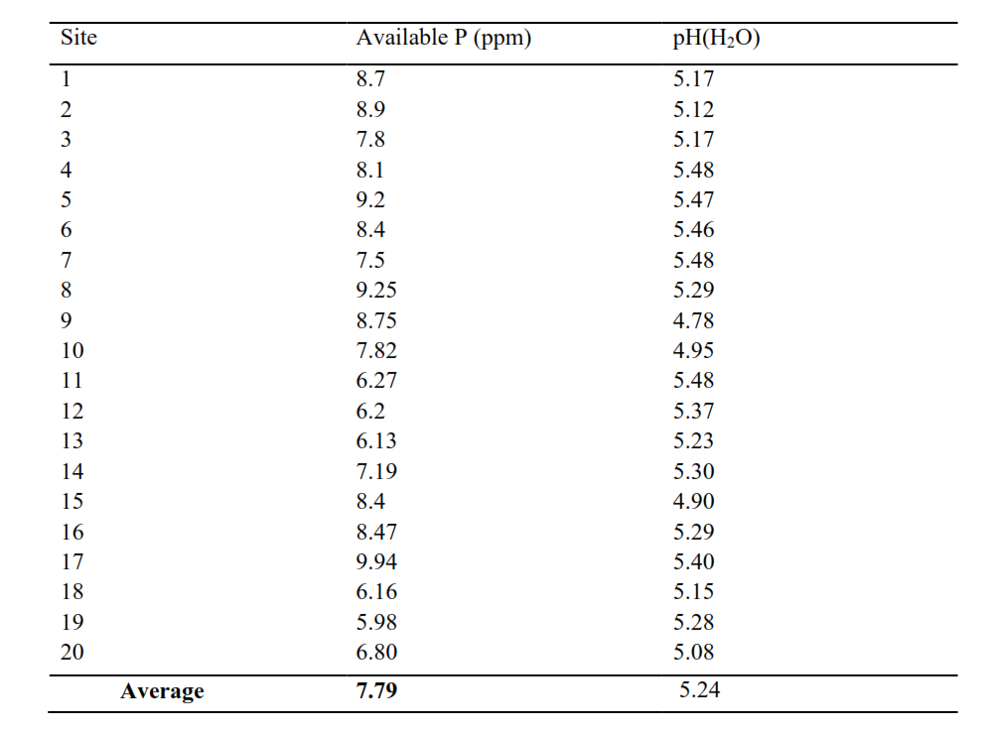 Site Available P (ppm) pH(H₂O)
1 8.7 5.17
2 8.9 5.12
3 7.8 5.17
4 8.1 5.48
5 9.2 5.47
6 8.4 5.46
7 7.5 5.48
8 9.25 5.29
9 8.75 4.78
10 7.82 4.95
11 6.27 5.48
12 6.2 5.37
13 6.13 5.23
14 7.19 5.30
15 8.4 4.90
16 8.47 5.29
17 9.94 5.40
18 6.16 5.15
19 5.98 5.28
20 6.80 5.08
Average 7.79 5.24